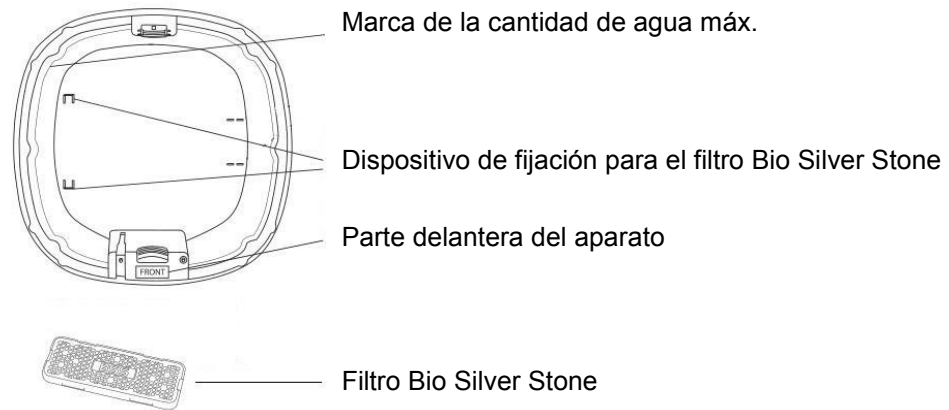 Marca de la cantidad de agua máx.
Dispositivo de fijación para el filtro Bio Silver Stone
Parte delantera del aparato
FRONT
Filtro Bio Silver Stone